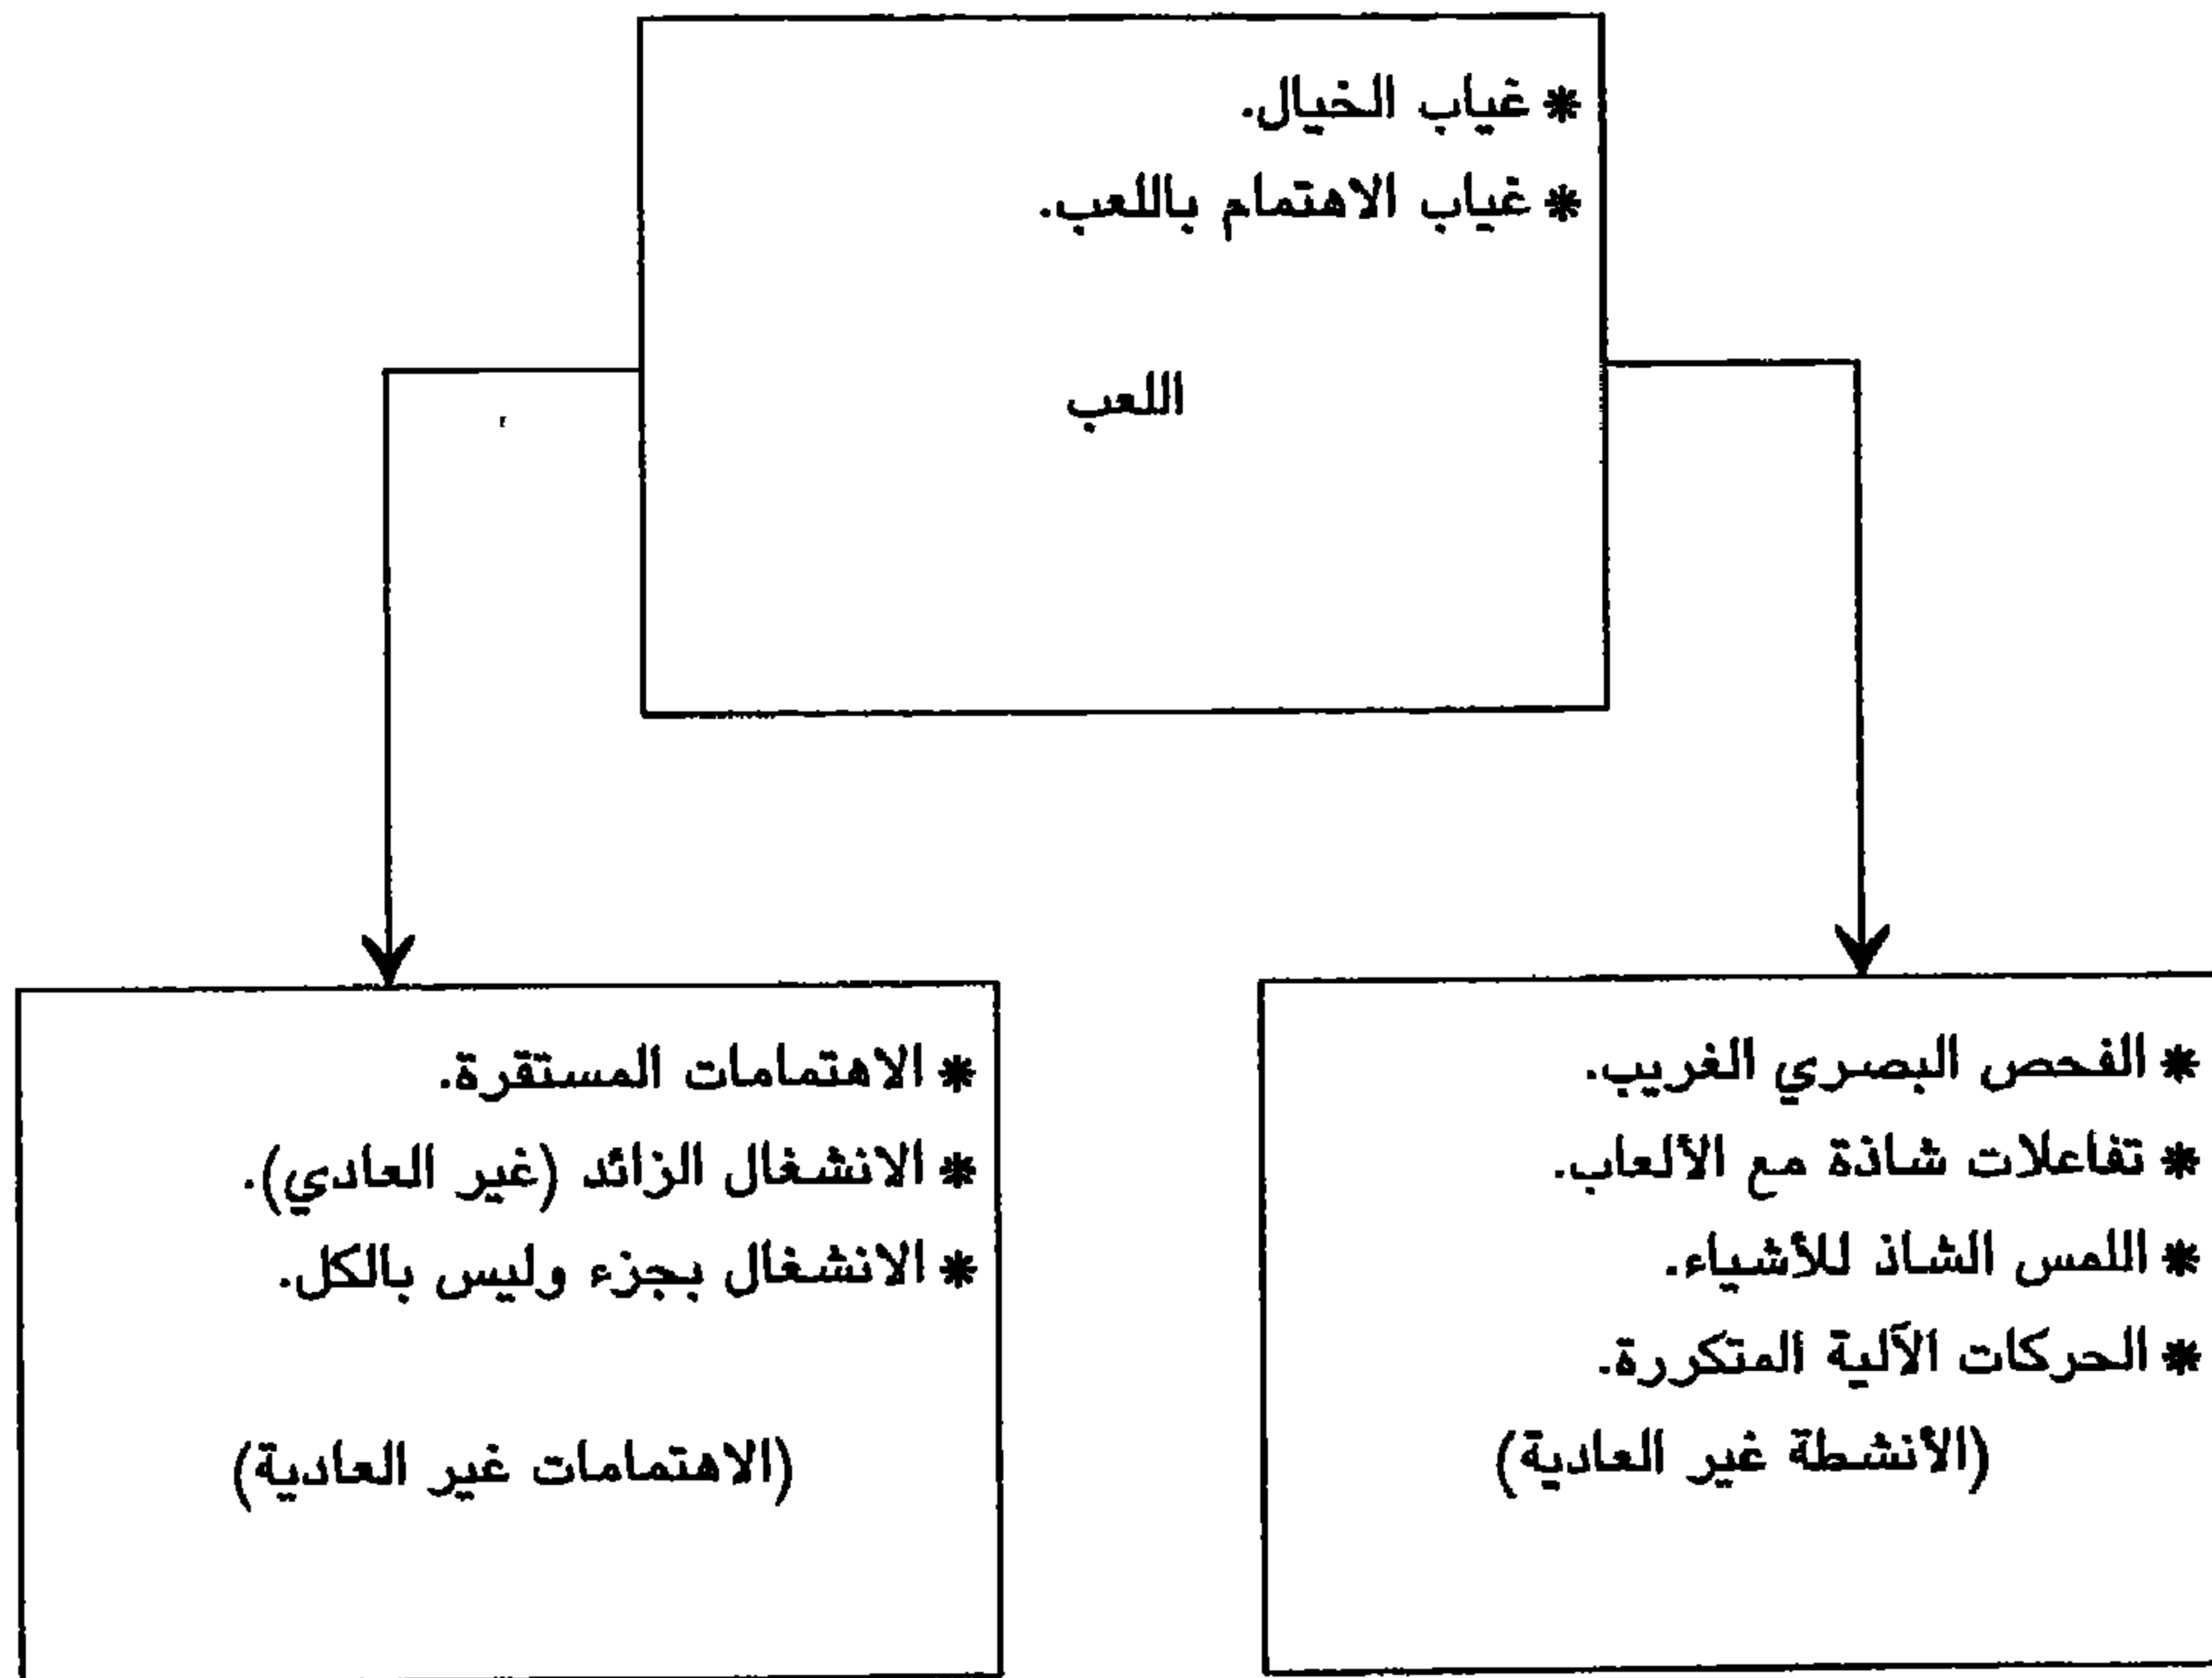 * غياب الخيال.
* غياب الاهتمام باللعب.
اللعب
* الفحص البصري الغريب.
* تفاعلات شاذة مع الألعاب.
* اللمس الشاذ للأشياء.
* الحركات الآلية المتكررة.
(الأنشطة غير العادية)
* الاهتمامات المستقرة.
* الانشغال الزائد (غير العادي).
* الانشغال بجزء وليس بالكل.
(الاهتمامات غير العادية)